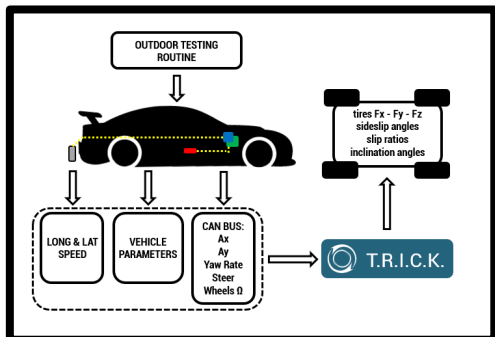 OUTDOOR TESTING
ROUTINE
tires Fx - Fy - Fz
sideslip angles
slip ratios
inclination angles
LONG & LAT
SPEED
VEHICLE
PARAMETERS
CAN BUS:
Ax
Ay
Yaw Rate
Steer
Wheels Ω
T.R.I.C.K.